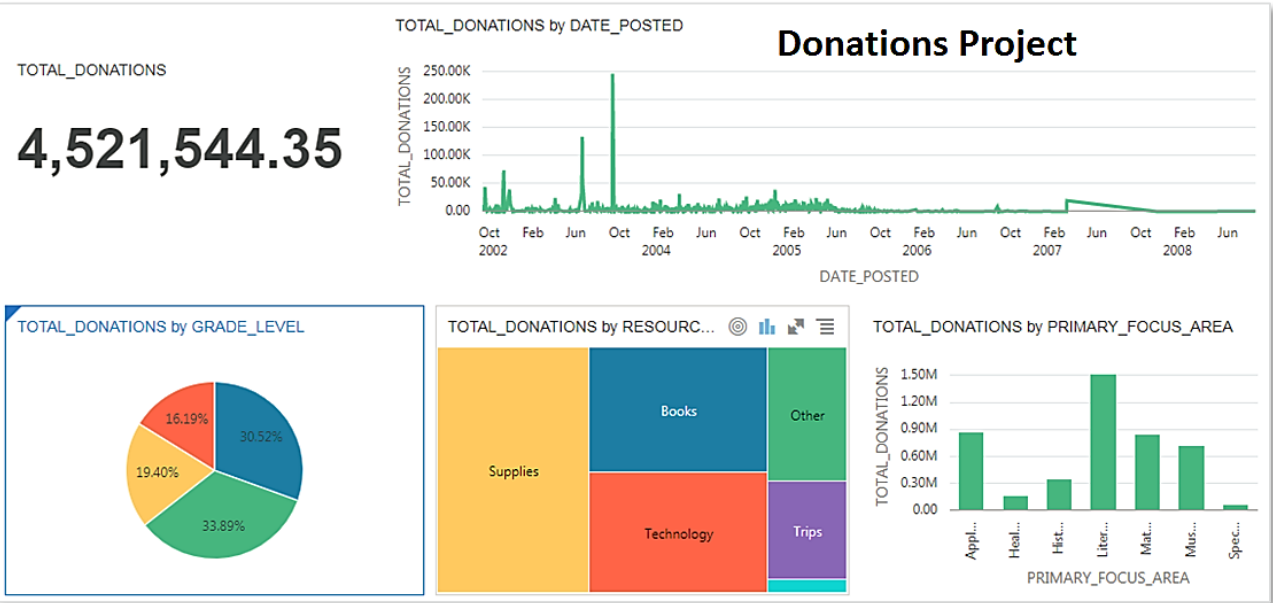 TOTAL_DONATIONS by DATE_POSTED
Donations Project
TOTAL_DONATIONS
4,521,544.35
TOTAL_DONATIONS
250.00K
200.00K
150.00K
100.00K
50.00K
0.00
Oct Feb Jun Oct Feb Jun Oct Feb Jun Oct Feb Jun Oct Feb Jun Oct Feb Jun
2002 2004 2005 2006 2007 2008
DATE_POSTED
TOTAL_DONATIONS by GRADE_LEVEL
16.19%
30.52%
19.40%
33.89%
TOTAL_DONATIONS by RESOURC...
Supplies
Books
Other
Technology
Trips
TOTAL_DONATIONS by PRIMARY_FOCUS_AREA
TOTAL_DONATIONS
1.50M
1.20M
0.90M
0.60M
0.30M
0.00
Appl... Heal... Hist... Liter... Mat... Mus... Spec...
PRIMARY_FOCUS_AREA